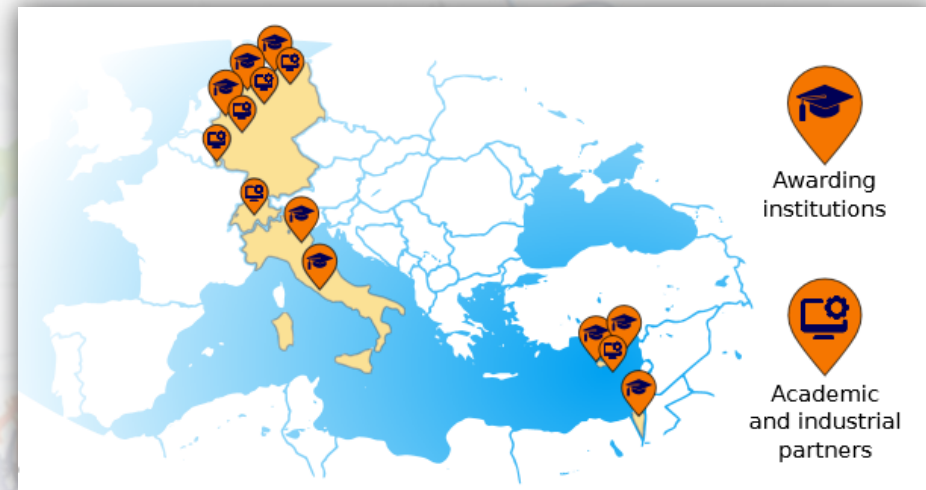 Awarding
institutions
Academic
and industrial
partners